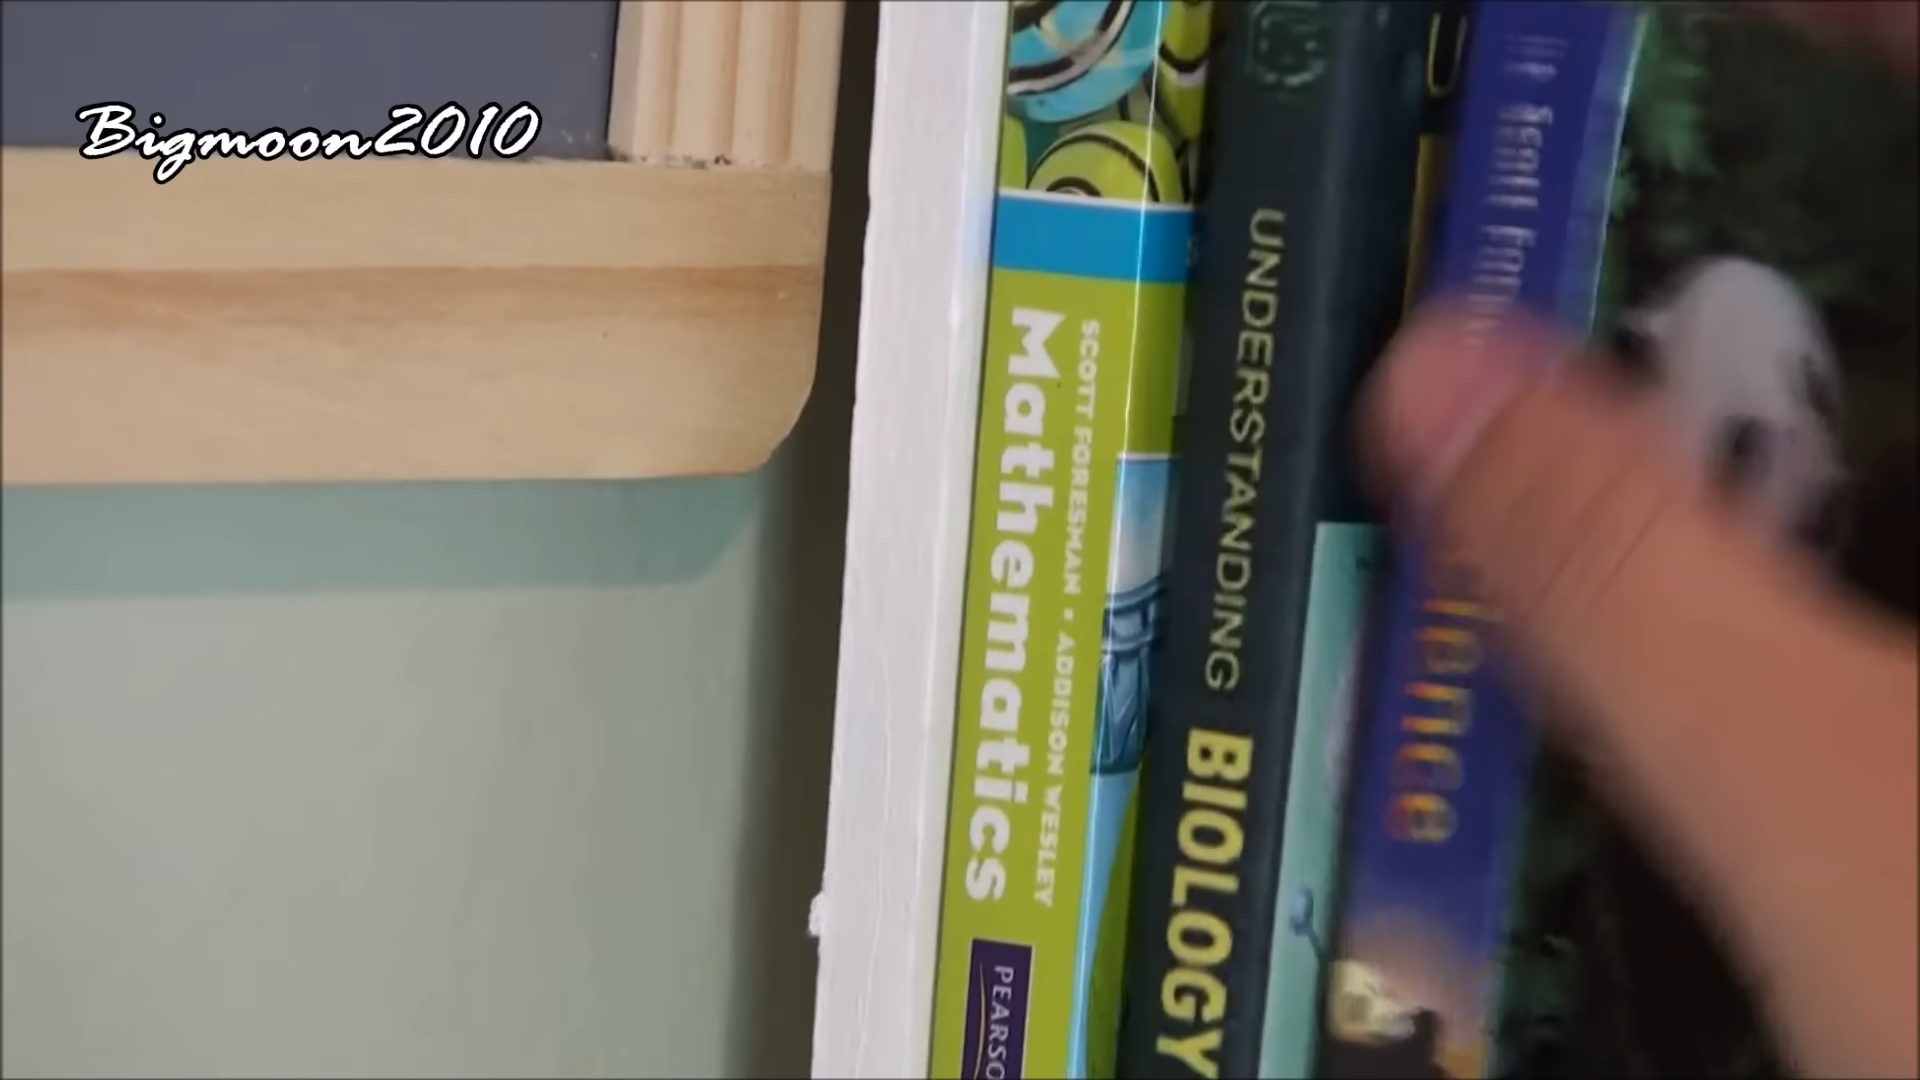 Bigmoon2010
SCOTT FORESMAN • ADDISON WESLEY
Mathematics
PEARSO
UNDERSTANDING
BIOLOGY